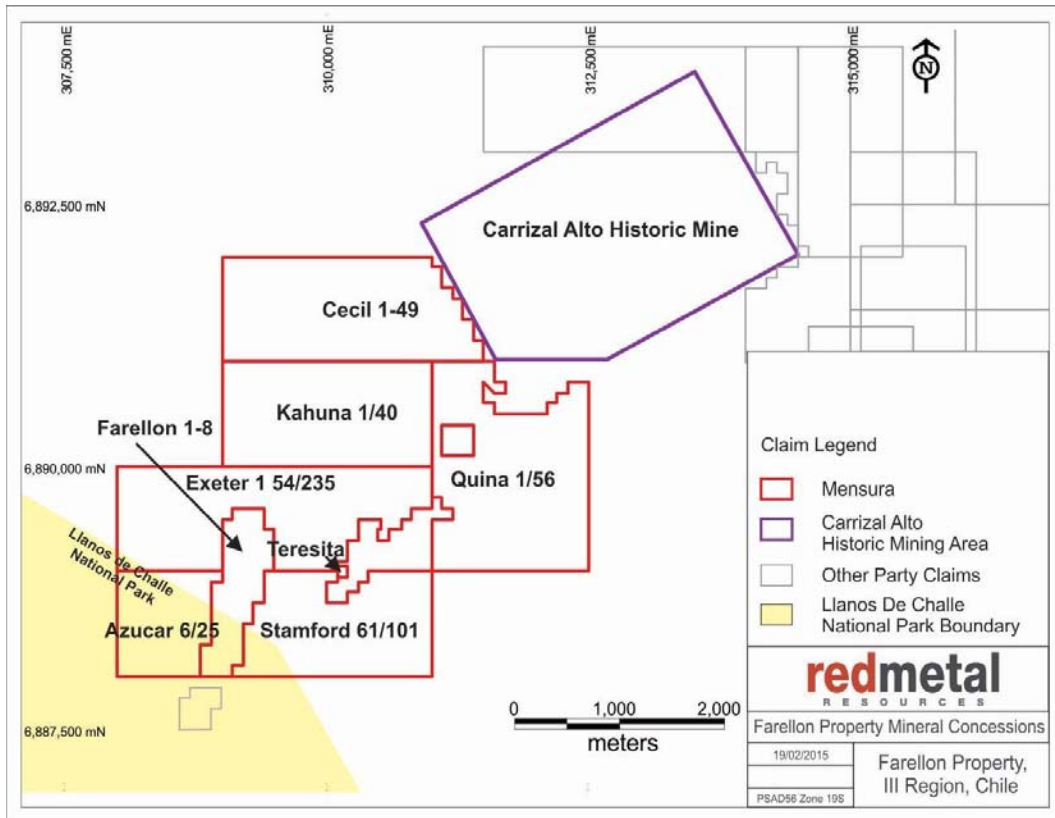 307,500 mE
310,000 mE
312,500 mE
315,000 mE
N
6,892,500 mN
Carrizal Alto Historic Mine
Cecil 1-49
Kahuna 1/40
Farellon 1-8
6,890,000 mN
Exeter 1 54/235
Quina 1/56
Llanos de Challe
National Park
Teresita
Azucar 6/25
Stamford 61/101
6,887,500 mN
0 1,000 2,000
meters
Claim Legend
Mensura
Carrizal Alto
Historic Mining Area
Other Party Claims
Llanos De Challe
National Park Boundary
redmetal
RESOURCES
Farellon Property Mineral Concessions
19/02/2015
Farellon Property,
III Region, Chile
PSAD56 Zone 19S